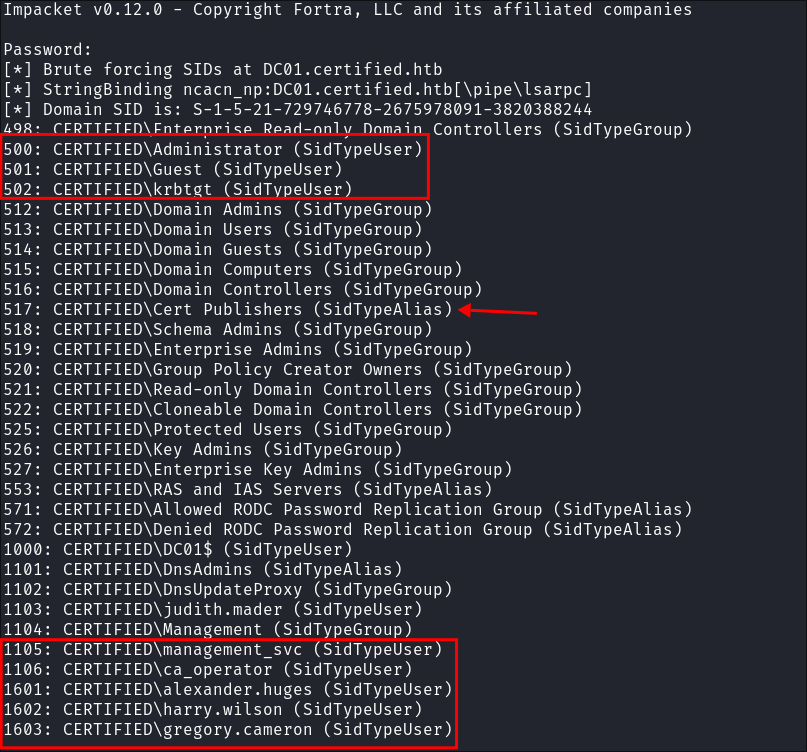 Impacket v0.12.0 - Copyright Fortra, LLC and its affiliated companies
Password:
[*] Brute forcing SIDs at DC01.certified.htb
[*] StringBinding ncacn_np:DC01.certified.htb[\pipe\lsarpc]
[*] Domain SID is: S-1-5-21-729746778-2675978091-3820388244
498: CERTIFIED\Enterprise Read-only Domain Controllers (SidTypeGroup)
500: CERTIFIED\Administrator (SidTypeUser)
501: CERTIFIED\Guest (SidTypeUser)
502: CERTIFIED\krbtgt (SidTypeUser)
512: CERTIFIED\Domain Admins (SidTypeGroup)
513: CERTIFIED\Domain Users (SidTypeGroup)
514: CERTIFIED\Domain Guests (SidTypeGroup)
515: CERTIFIED\Domain Computers (SidTypeGroup)
516: CERTIFIED\Domain Controllers (SidTypeGroup)
517: CERTIFIED\Cert Publishers (SidTypeAlias)
518: CERTIFIED\Schema Admins (SidTypeGroup)
519: CERTIFIED\Enterprise Admins (SidTypeGroup)
520: CERTIFIED\Group Policy Creator Owners (SidTypeGroup)
521: CERTIFIED\Read-only Domain Controllers (SidTypeGroup)
522: CERTIFIED\Cloneable Domain Controllers (SidTypeGroup)
525: CERTIFIED\Protected Users (SidTypeGroup)
526: CERTIFIED\Key Admins (SidTypeGroup)
527: CERTIFIED\Enterprise Key Admins (SidTypeGroup)
553: CERTIFIED\RAS and IAS Servers (SidTypeAlias)
571: CERTIFIED\Allowed RODC Password Replication Group (SidTypeAlias)
572: CERTIFIED\Denied RODC Password Replication Group (SidTypeAlias)
1000: CERTIFIED\DC01$ (SidTypeUser)
1101: CERTIFIED\DnsAdmins (SidTypeAlias)
1102: CERTIFIED\DnsUpdateProxy (SidTypeGroup)
1103: CERTIFIED\judith.mader (SidTypeUser)
1104: CERTIFIED\Management (SidTypeGroup)
1105: CERTIFIED\management_svc (SidTypeUser)
1106: CERTIFIED\ca_operator (SidTypeUser)
1601: CERTIFIED\alexander.huges (SidTypeUser)
1602: CERTIFIED\harry.wilson (SidTypeUser)
1603: CERTIFIED\gregory.cameron (SidTypeUser)